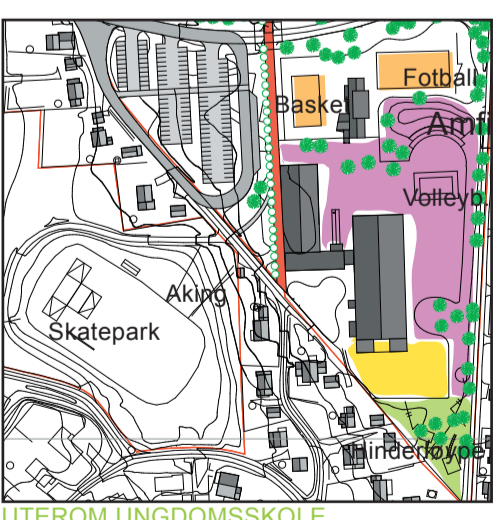 Fotball
Basket
Amfi
Volleyb
Aking
Skatepark
Hinderløype
UTEROM UNGDOMSSKOLE